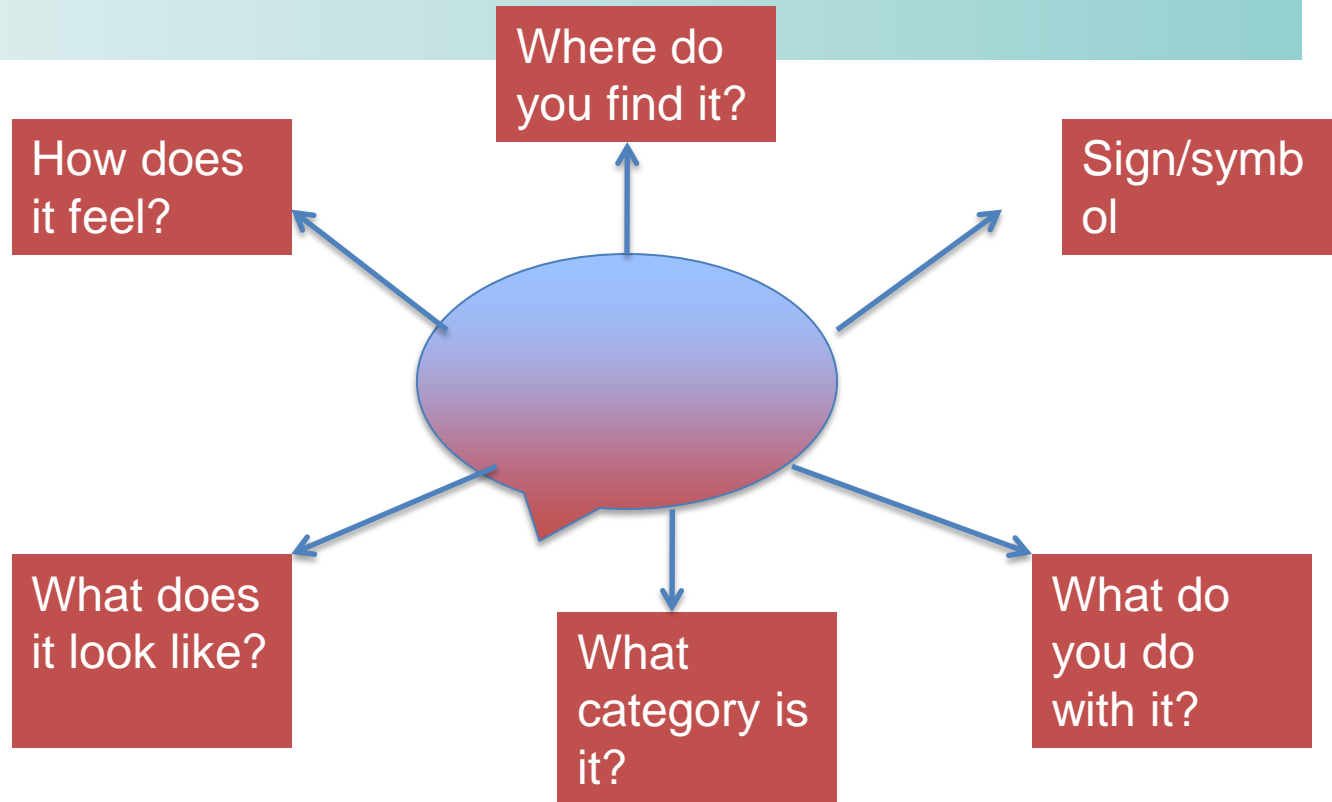 Where do
you find it?
How does
it feel?
Sign/symb
ol
What does
it look like?
What
category is
it?
What do
you do
with it?